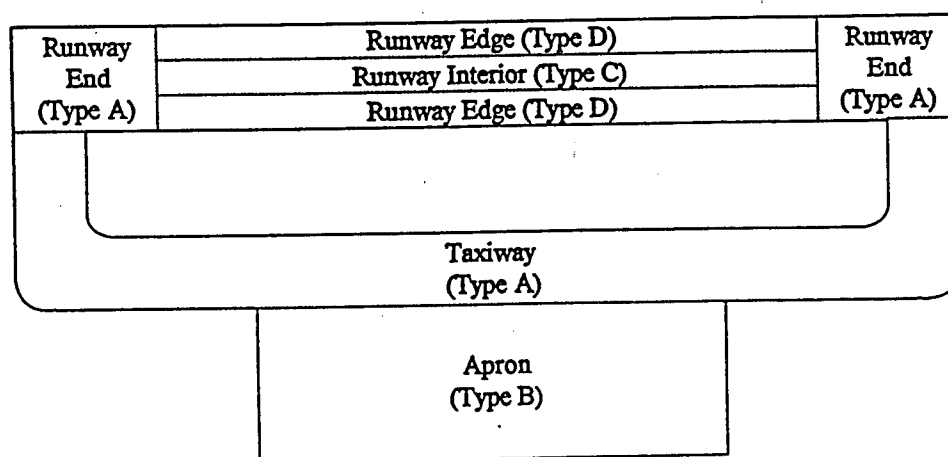 Runway
End
(Type A)
Runway Edge (Type D)
Runway Interior (Type C)
Runway Edge (Type D)
Runway
End
(Type A)
Taxiway
(Type A)
Apron
(Type B)